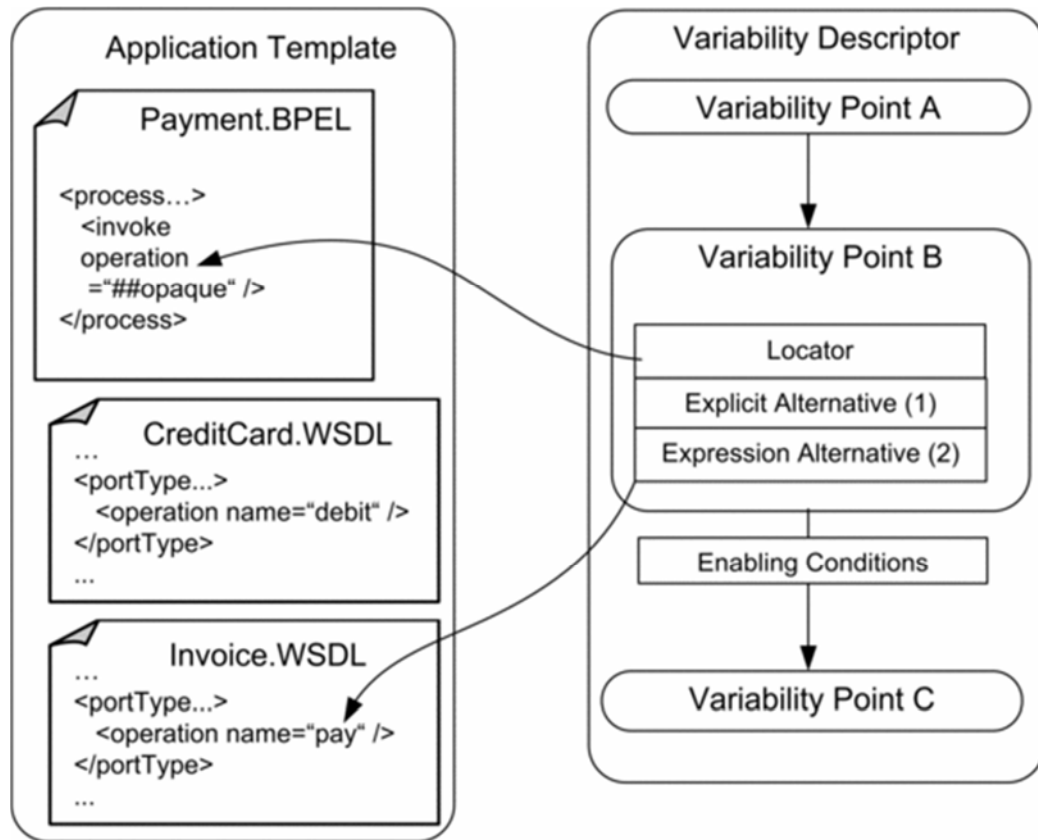 Application Template
Payment.BPEL
<process…>
<invoke
operation
=“##opaque“ />
</process>
CreditCard.WSDL
…
<portType...>
<operation name=“debit“ />
</portType>
...
Invoice.WSDL
…
<portType...>
<operation name=“pay“ />
</portType>
...
Variability Descriptor
Variability Point A
Variability Point B
Locator
Explicit Alternative (1)
Expression Alternative (2)
Enabling Conditions
Variability Point C